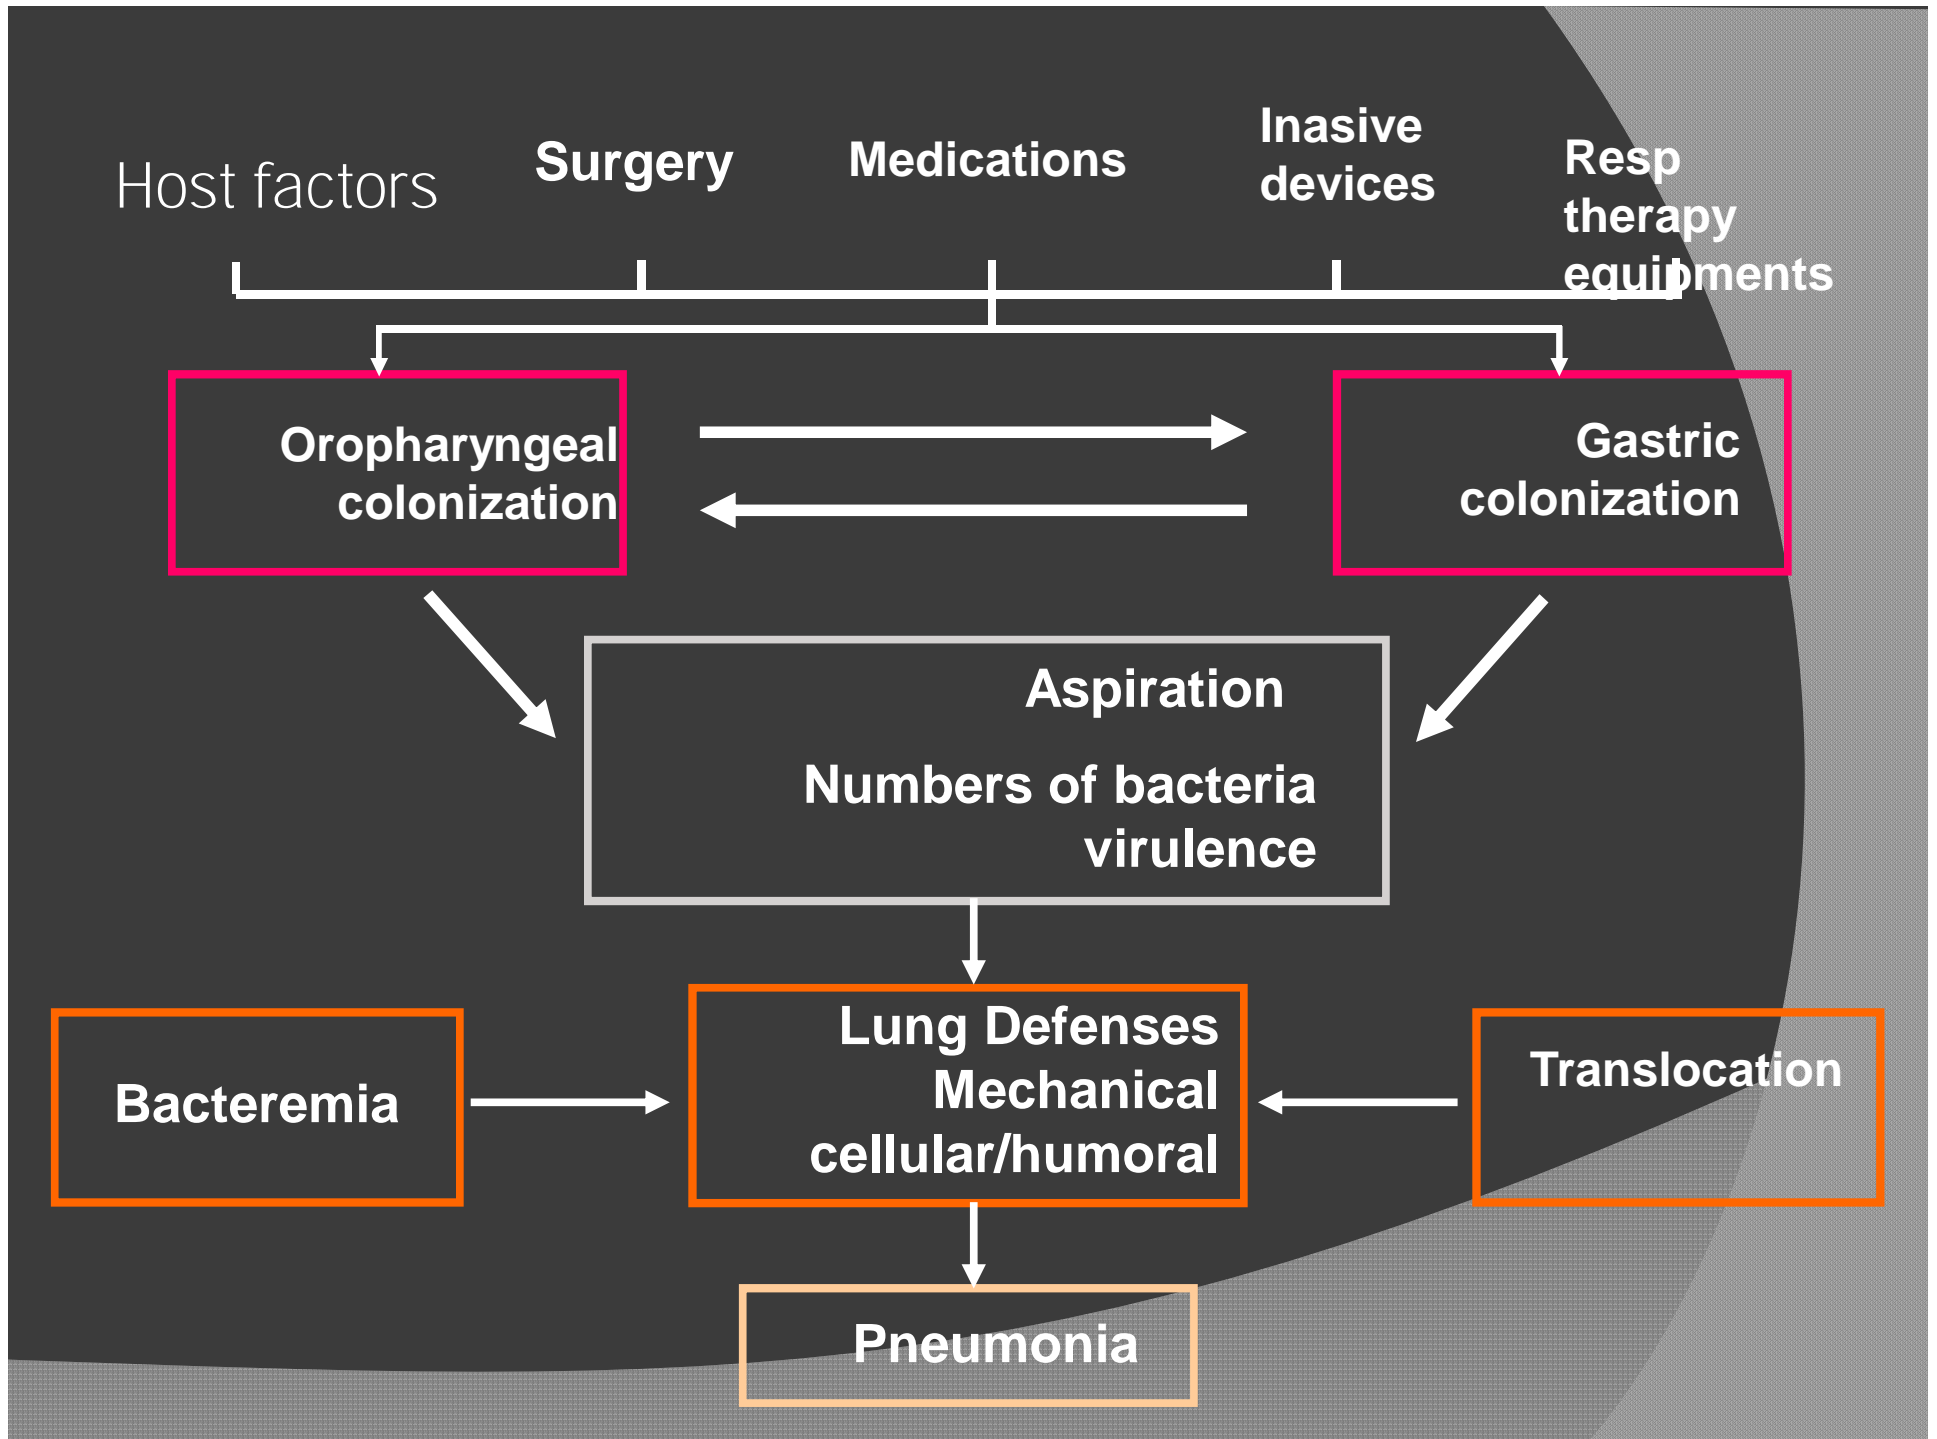 Host factors
Surgery
Medications
Inasive
devices
Resp
therapy
equipments
Oropharyngeal
colonization
Gastric
colonization
Aspiration
Numbers of bacteria
virulence
Bacteremia
Lung Defenses
Mechanical
cellular/humoral
Translocation
Pneumonia